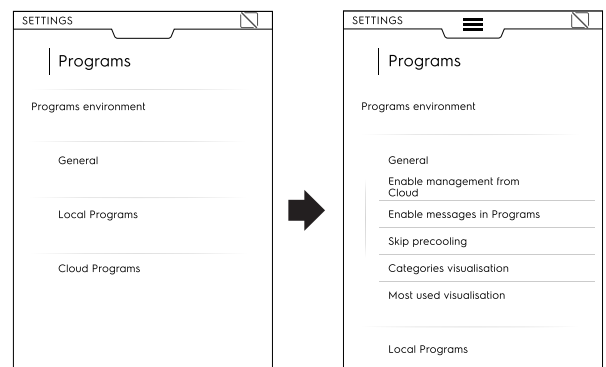 SETTINGS
Programs
Programs environment
General
Local Programs
Cloud Programs
SETTINGS
Programs
Programs environment
General
Enable management from
Cloud
Enable messages in Programs
Skip precooling
Categories visualisation
Most used visualisation
Local Programs